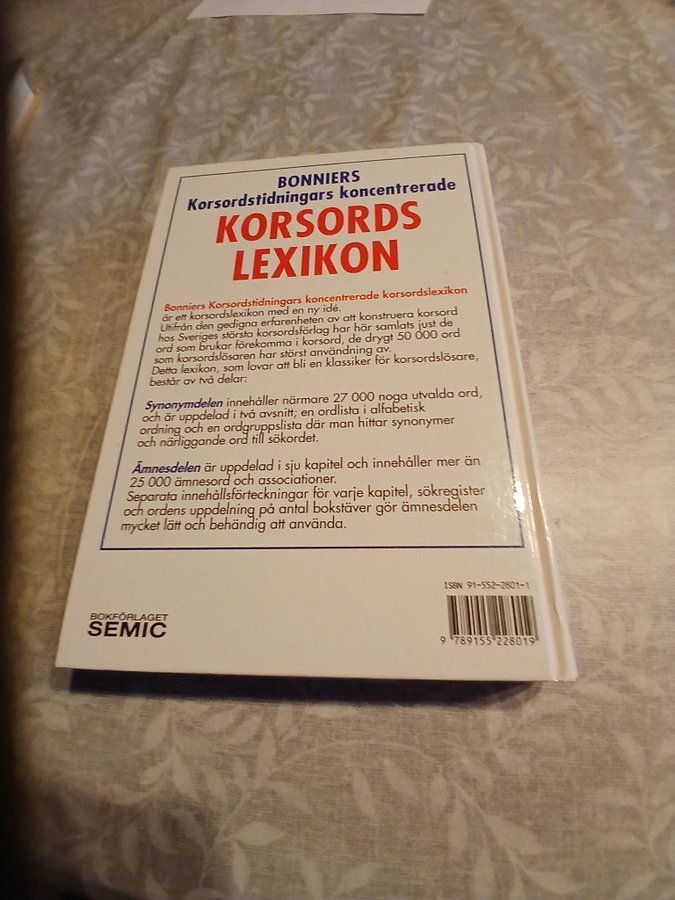 BONNIERS
Korsordstidningars koncentrerade
KORSORDS
LEXIKON
Bonniers Korsordstidningars koncentrerade korsordslexikon
är ett korsordslexikon med en ny idé.
Utifrån den gedigna erfarenheten av att konstruera korsord
hos Sveriges största korsordsförlag har här samlats just de
ord som brukar förekomma i korsord, de drygt 50 000 ord
som korsordslösaren har störst användning av.
Detta lexikon, som lovar att bli en klassiker för korsordslösare,
består av två delar:
Synonymdelen innehåller närmare 27 000 noga utvalda ord,
och är uppdelad i två avsnitt; en ordlista i alfabetisk
ordning och en ordgruppslista där man hittar synonymer
och närliggande ord till sökordet.
Ämnesdelen är uppdelad i sju kapitel och innehåller mer än
25 000 ämnesord och associationer.
Separata innehållsförteckningar för varje kapitel, sökregister
och ordens uppdelning på antal bokstäver gör ämnesdelen
mycket lätt och behändig att använda.
ISBN 91-552-2801-1
BOKFÖRLAGET
SEMIC
9 789155 228019